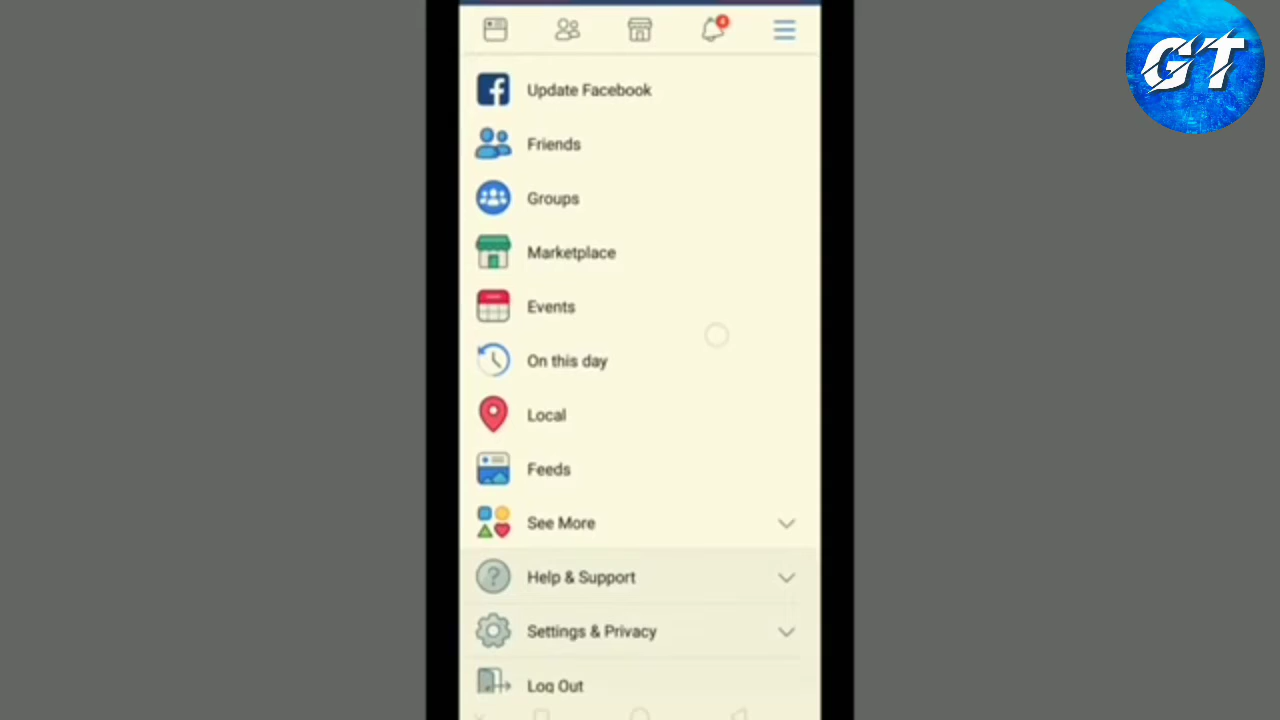 GT
4
Update Facebook
Friends
Groups
Marketplace
Events
On this day
Local
Feeds
See More
Help & Support
Settings & Privacy
Log Out